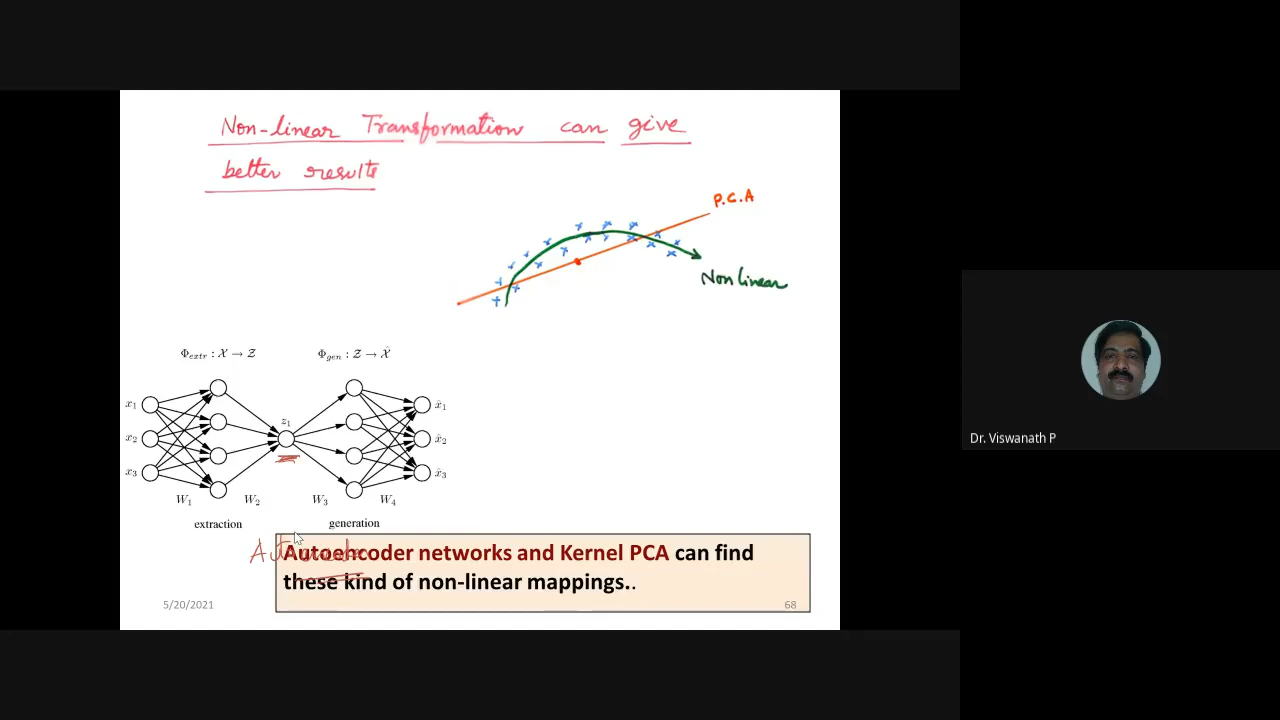 Non-linear Transformation can give
better results
P.C.A
Non linear
Φextr : X → Z
Φgen : Z → X̂
x1
x2
x3
z1
x̂1
x̂2
x̂3
W1
W2
W3
W4
extraction
generation
Autoencoder networks and Kernel PCA can find
these kind of non-linear mappings..
5/20/2021
68
Dr. Viswanath P